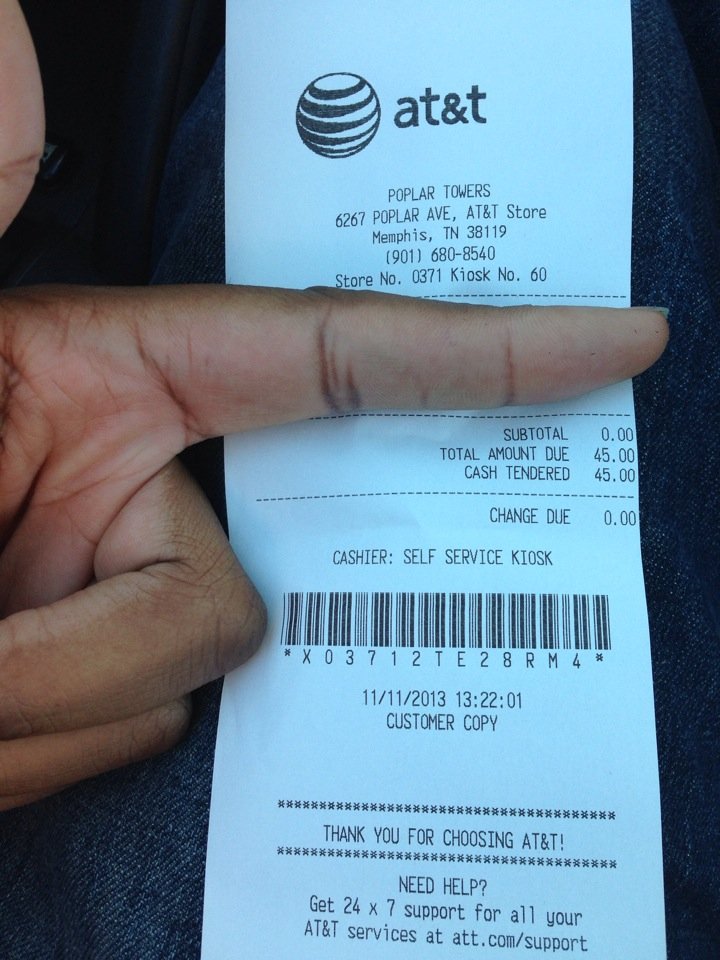 at&t
POPLAR TOWERS
6267 POPLAR AVE, AT&T Store
Memphis, TN 38119
(901) 680-8540
Store No. 0371 Kiosk No. 60
SUBTOTAL 0.00
TOTAL AMOUNT DUE 45.00
CASH TENDERED 45.00
CHANGE DUE 0.00
CASHIER: SELF SERVICE KIOSK
*X03712TE28RM4*
11/11/2013 13:22:01
CUSTOMER COPY
****************************************
THANK YOU FOR CHOOSING AT&T!
****************************************
NEED HELP?
Get 24 x 7 support for all your
AT&T services at att.com/support